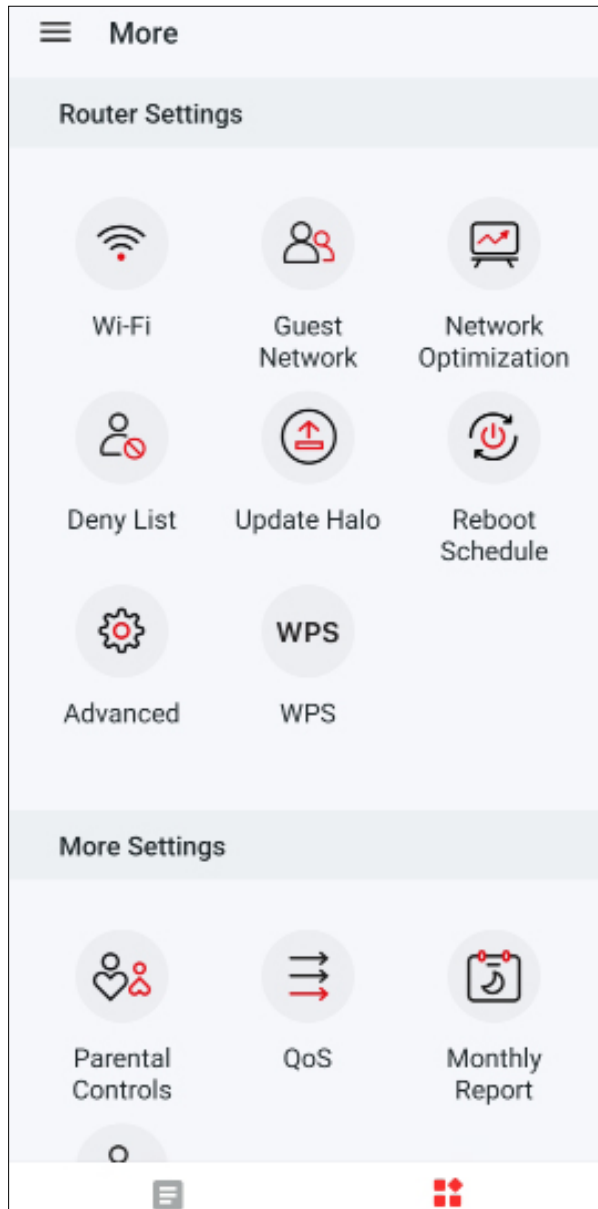 More
Router Settings
Wi-Fi
Guest
Network
Network
Optimization
Deny List
Update Halo
Reboot
Schedule
WPS
Advanced
WPS
More Settings
Parental
Controls
QoS
Monthly
Report